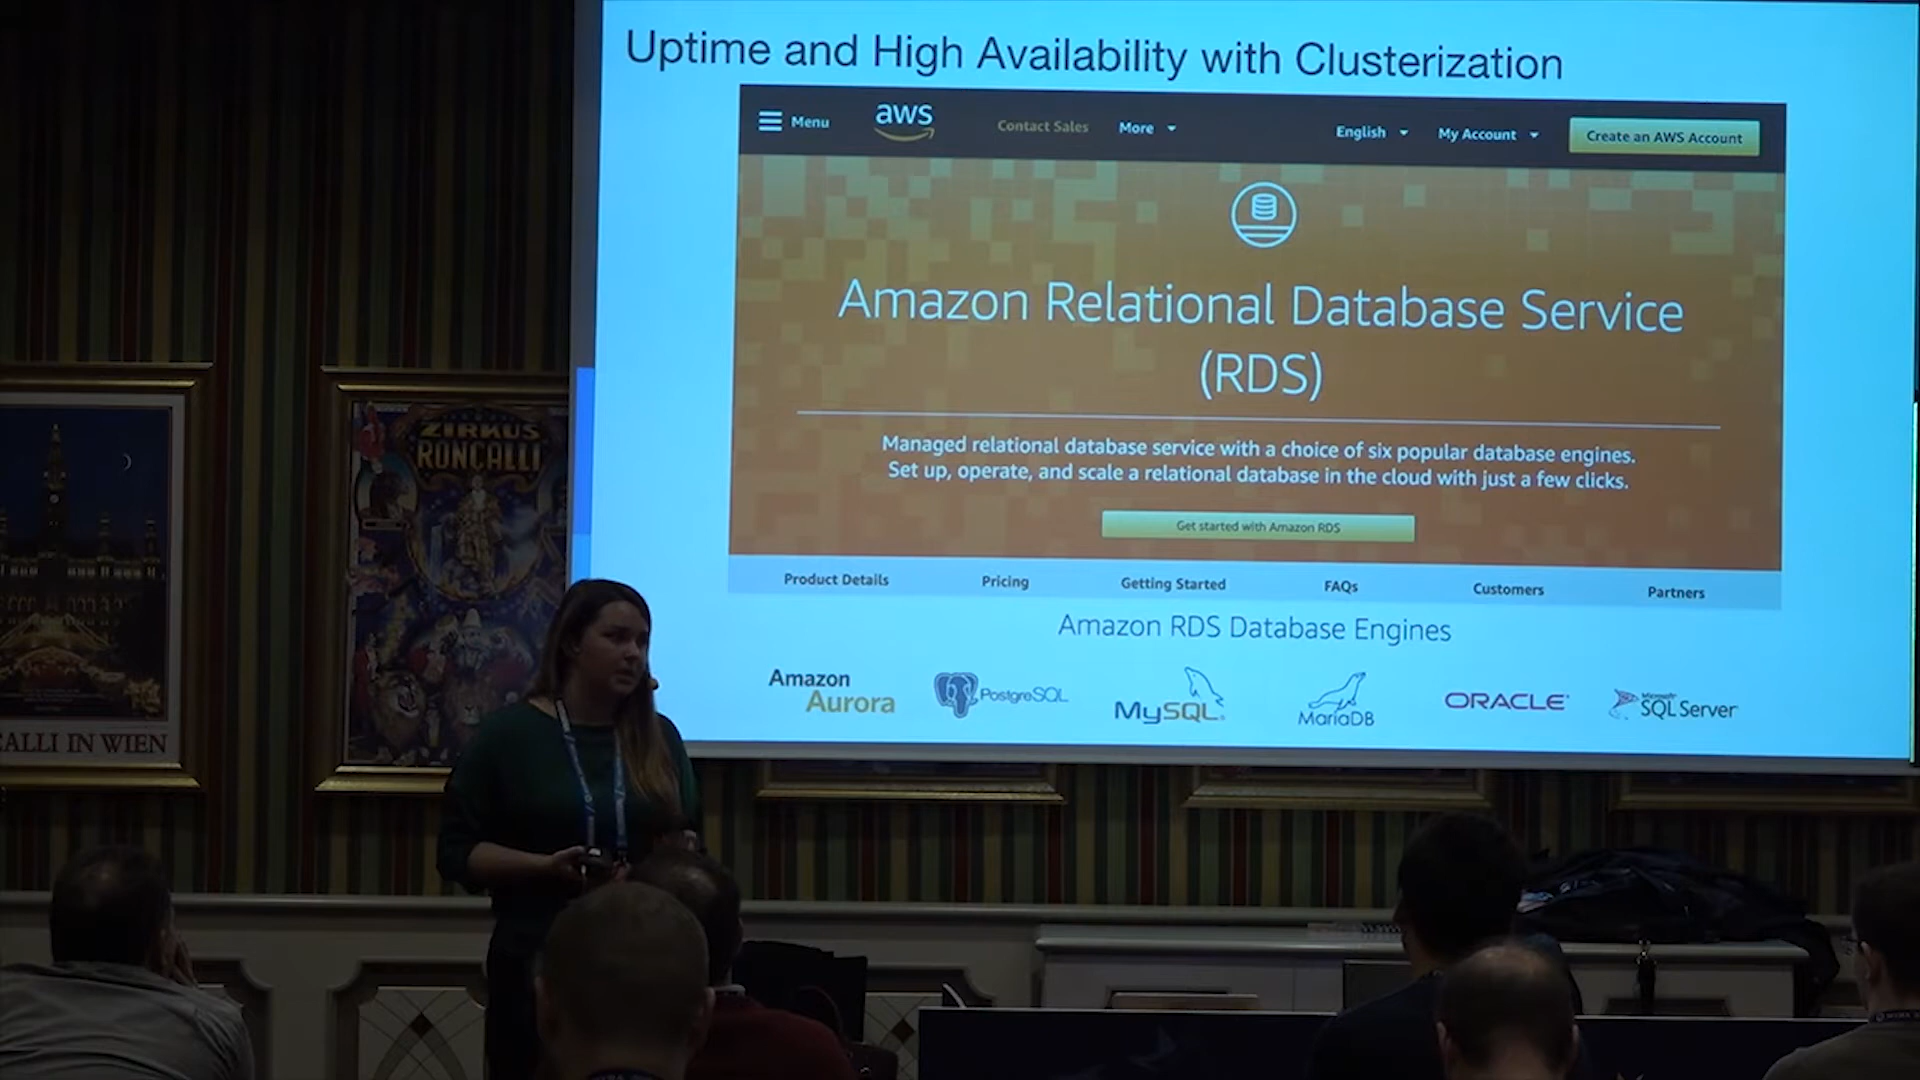 Uptime and High Availability with Clusterization
Menu
aws
Contact Sales
More
English
My Account
Create an AWS Account
Amazon Relational Database Service
(RDS)
Managed relational database service with a choice of six popular database engines.
Set up, operate, and scale a relational database in the cloud with just a few clicks.
Get started with Amazon RDS
Product Details
Pricing
Getting Started
FAQs
Customers
Partners
Amazon RDS Database Engines
Amazon
Aurora
PostgreSQL
MySQL
MariaDB
ORACLE
Microsoft
SQL Server
ZIRKUS
RONCALLI
CALLI IN WIEN